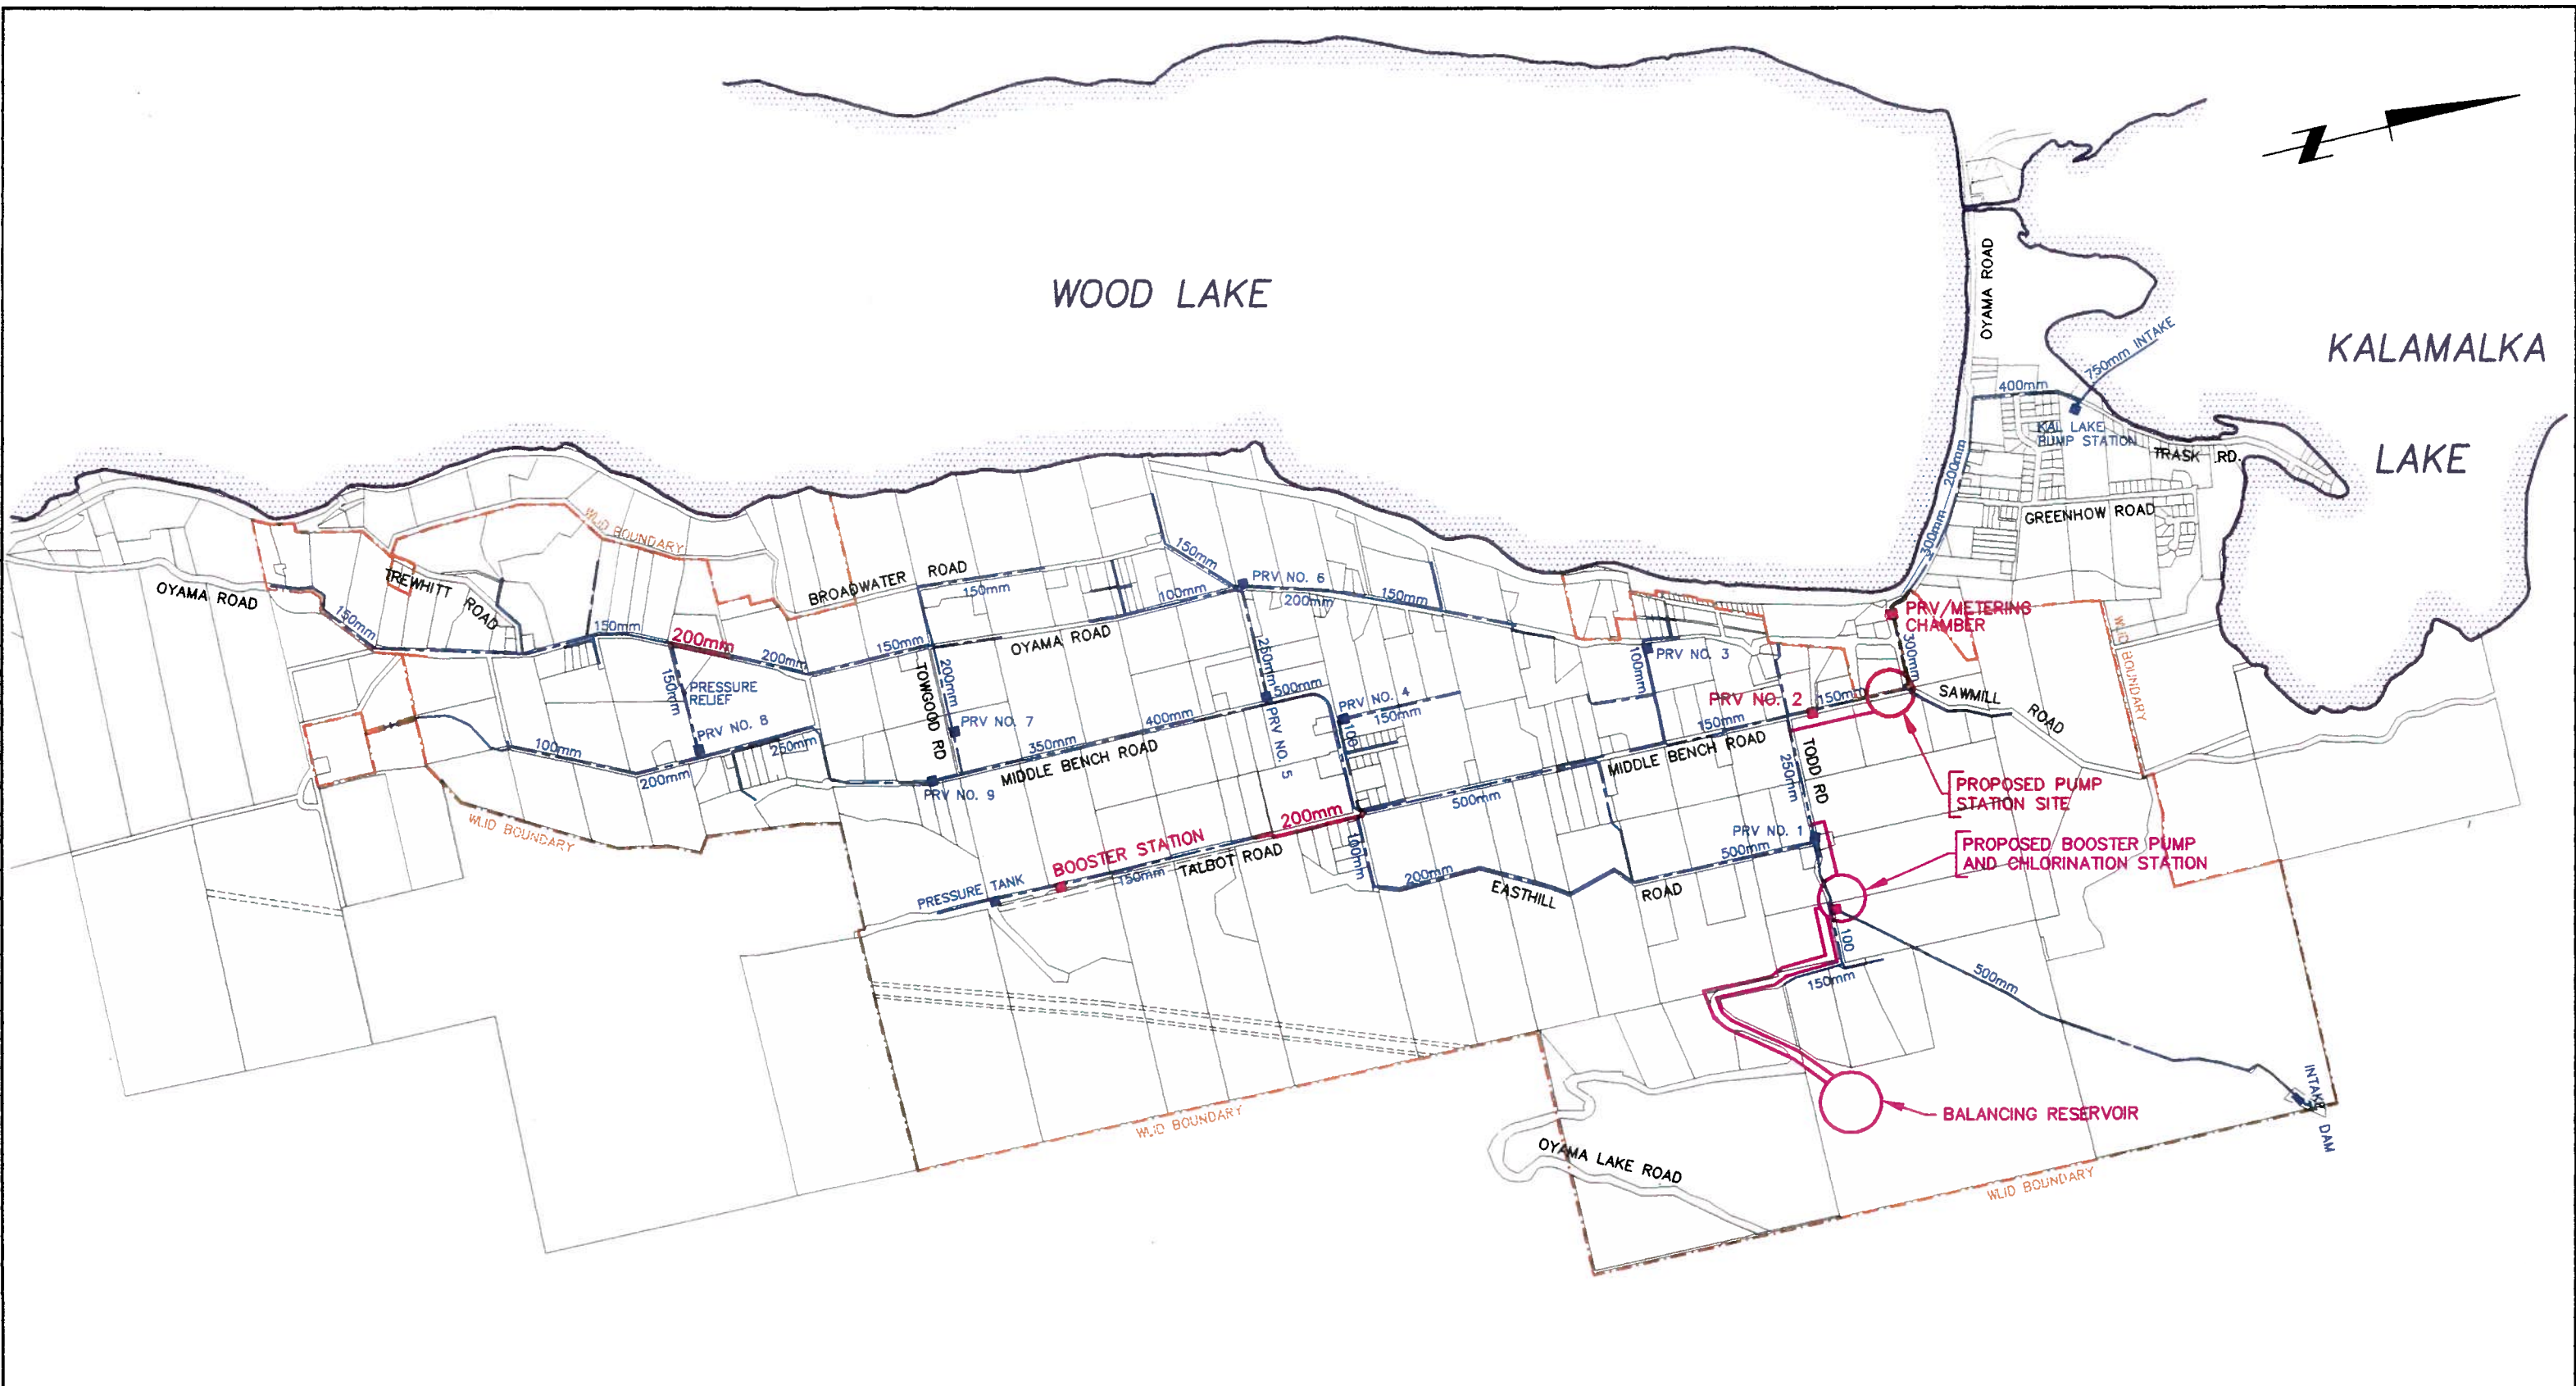 Z
WOOD LAKE
KALAMALKA
LAKE
OYAMA ROAD
750mm INTAKE
400mm
KAL LAKE
PUMP STATION
TRASK RD.
200mm
GREENHOW ROAD
300mm
WLID BOUNDARY
TREWHITT ROAD
OYAMA ROAD
150mm
150mm
200mm
200mm
150mm
PRESSURE
RELIEF
PRV NO. 8
BROADWATER ROAD
150mm
150mm
100mm
OYAMA ROAD
150mm
TOWGOOD RD
200mm
PRV NO. 7
PRV NO. 6
200mm
150mm
250mm
500mm
PRV NO. 5
PRV NO. 4
150mm
100
400mm
350mm
MIDDLE BENCH ROAD
PRV NO. 9
250mm
200mm
100mm
WLID BOUNDARY
100mm
PRV NO. 3
PRV NO. 2
150mm
150mm
MIDDLE BENCH ROAD
500mm
PRV/METERING
CHAMBER
300mm
SAWMILL ROAD
WLID BOUNDARY
TODD RD
250mm
PROPOSED PUMP
STATION SITE
PRV NO. 1
PROPOSED BOOSTER PUMP
AND CHLORINATION STATION
200mm
BOOSTER STATION
150mm
TALBOT ROAD
PRESSURE TANK
100mm
200mm
EASTHILL ROAD
500mm
100
150mm
500mm
INTAKE DAM
BALANCING RESERVOIR
OYAMA LAKE ROAD
WLID BOUNDARY
WLID BOUNDARY